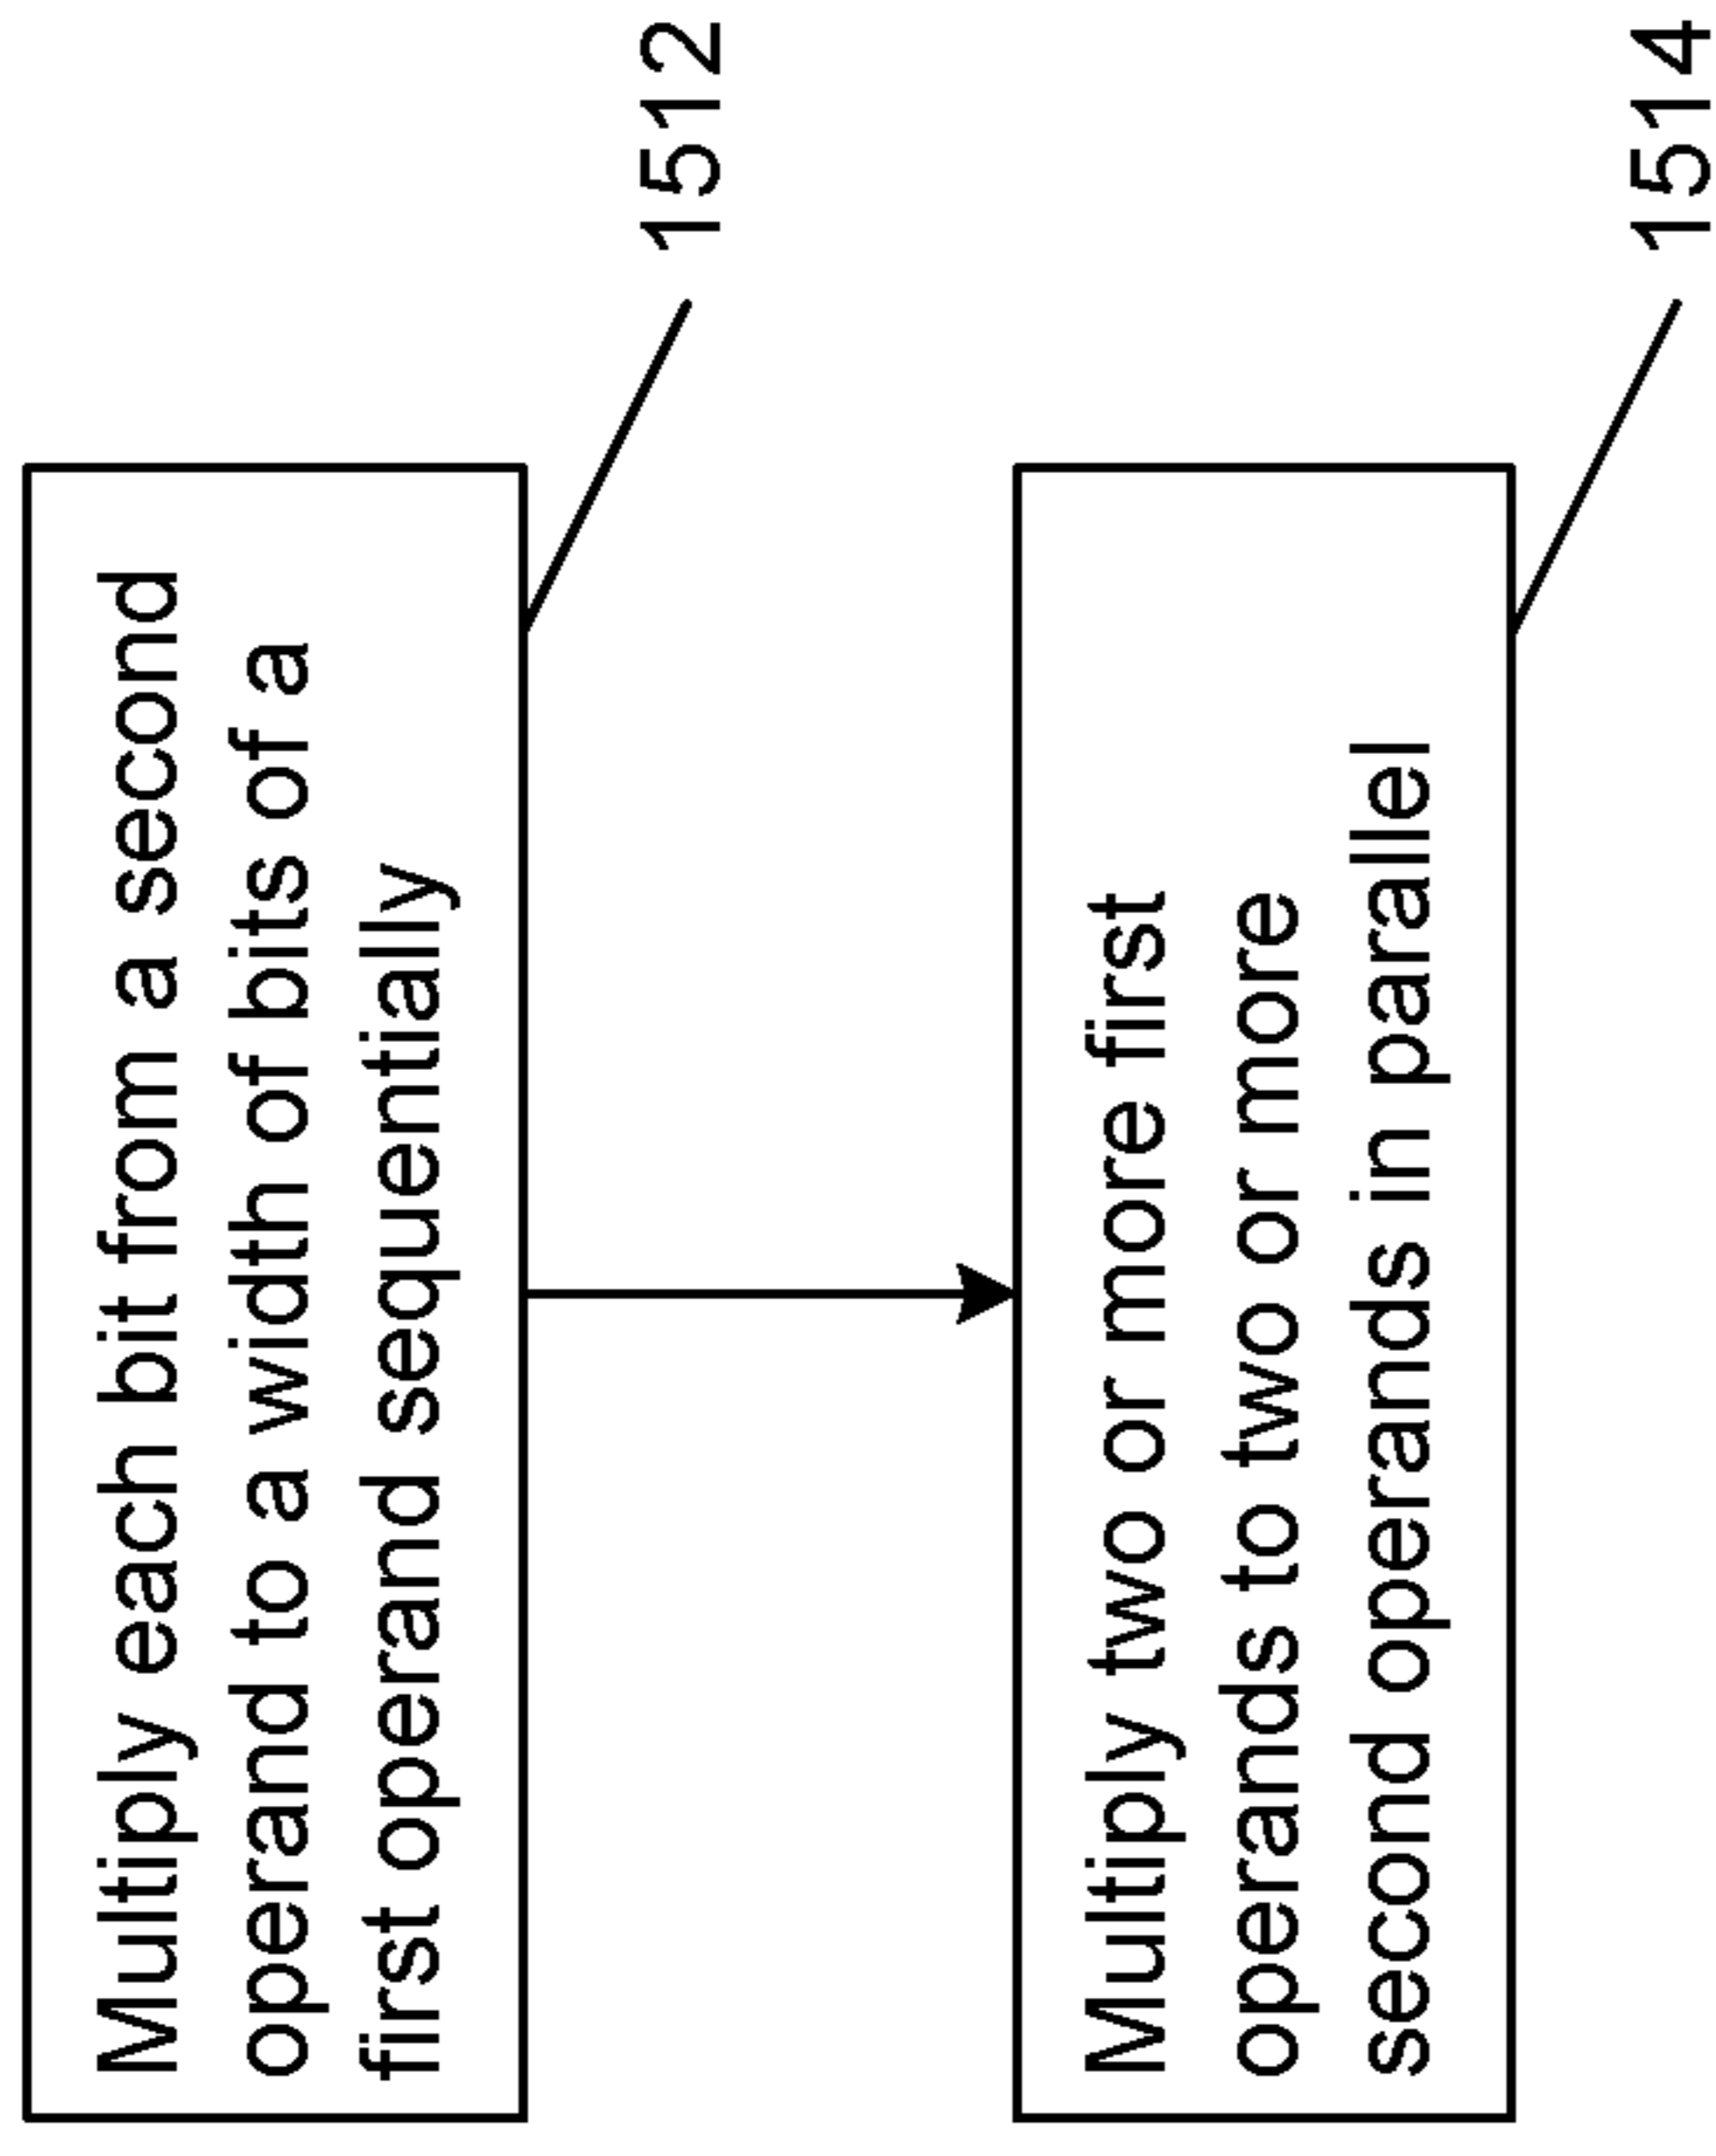 Multiply each bit from a second
operand to a width of bits of a
first operand sequentially
1512
Multiply two or more first
operands to two or more
second operands in parallel
1514